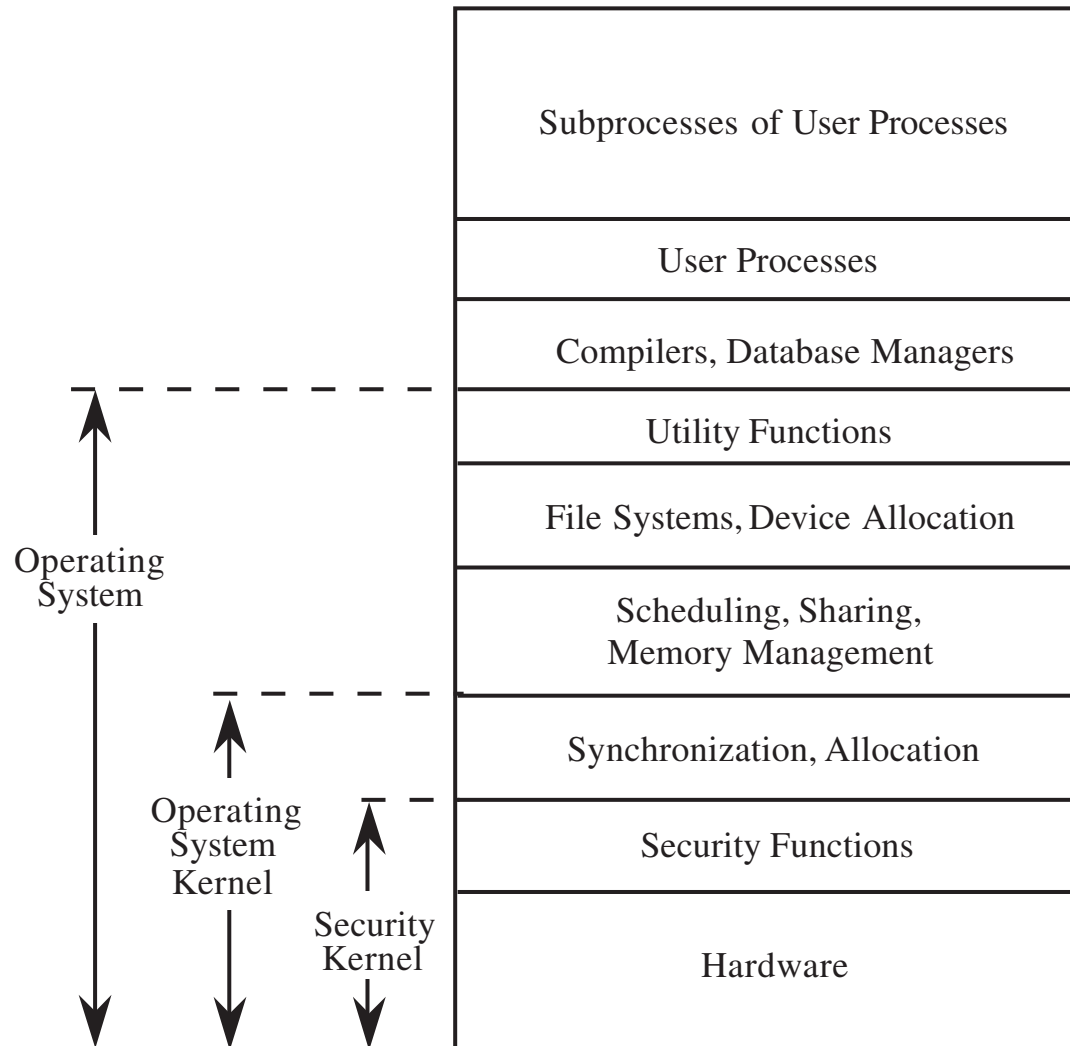 Subprocesses of User Processes
User Processes
Compilers, Database Managers
Utility Functions
File Systems, Device Allocation
Operating
System
Scheduling, Sharing,
Memory Management
Synchronization, Allocation
Operating
System
Kernel
Security Functions
Security
Kernel
Hardware